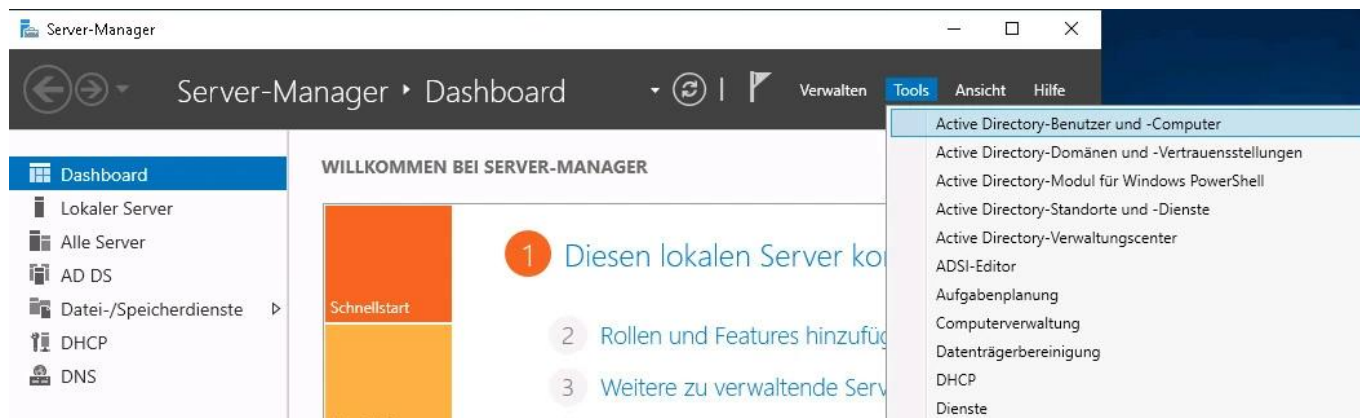 Server-Manager
Server-Manager ‣ Dashboard
Verwalten Tools Ansicht Hilfe
Dashboard
Lokaler Server
Alle Server
AD DS
Datei-/Speicherdienste
DHCP
DNS
WILLKOMMEN BEI SERVER-MANAGER
Schnellstart
1 Diesen lokalen Server
2 Rollen und Features
3 Weitere zu verwaltende
Active Directory-Benutzer und -Computer
Active Directory-Domänen und -Vertrauensstellungen
Active Directory-Modul für Windows PowerShell
Active Directory-Standorte und -Dienste
Active Directory-Verwaltungscenter
ADSI-Editor
Aufgabenplanung
Computerverwaltung
Datenträgerbereinigung
DHCP
Dienste